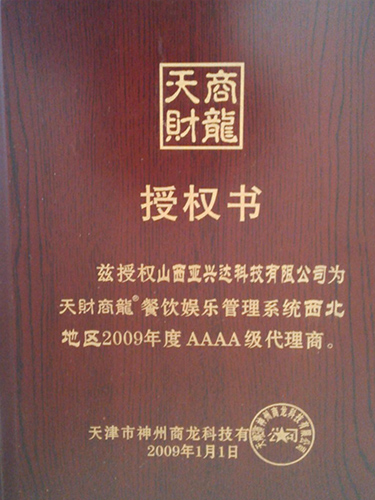 天商
財龍
授权书
兹授权山西亚兴达科技有限公司为
天財商龍®餐饮娱乐管理系统西北
地区2009年度AAAA级代理商。
天津市神州商龙科技有限公司
2009年1月1日